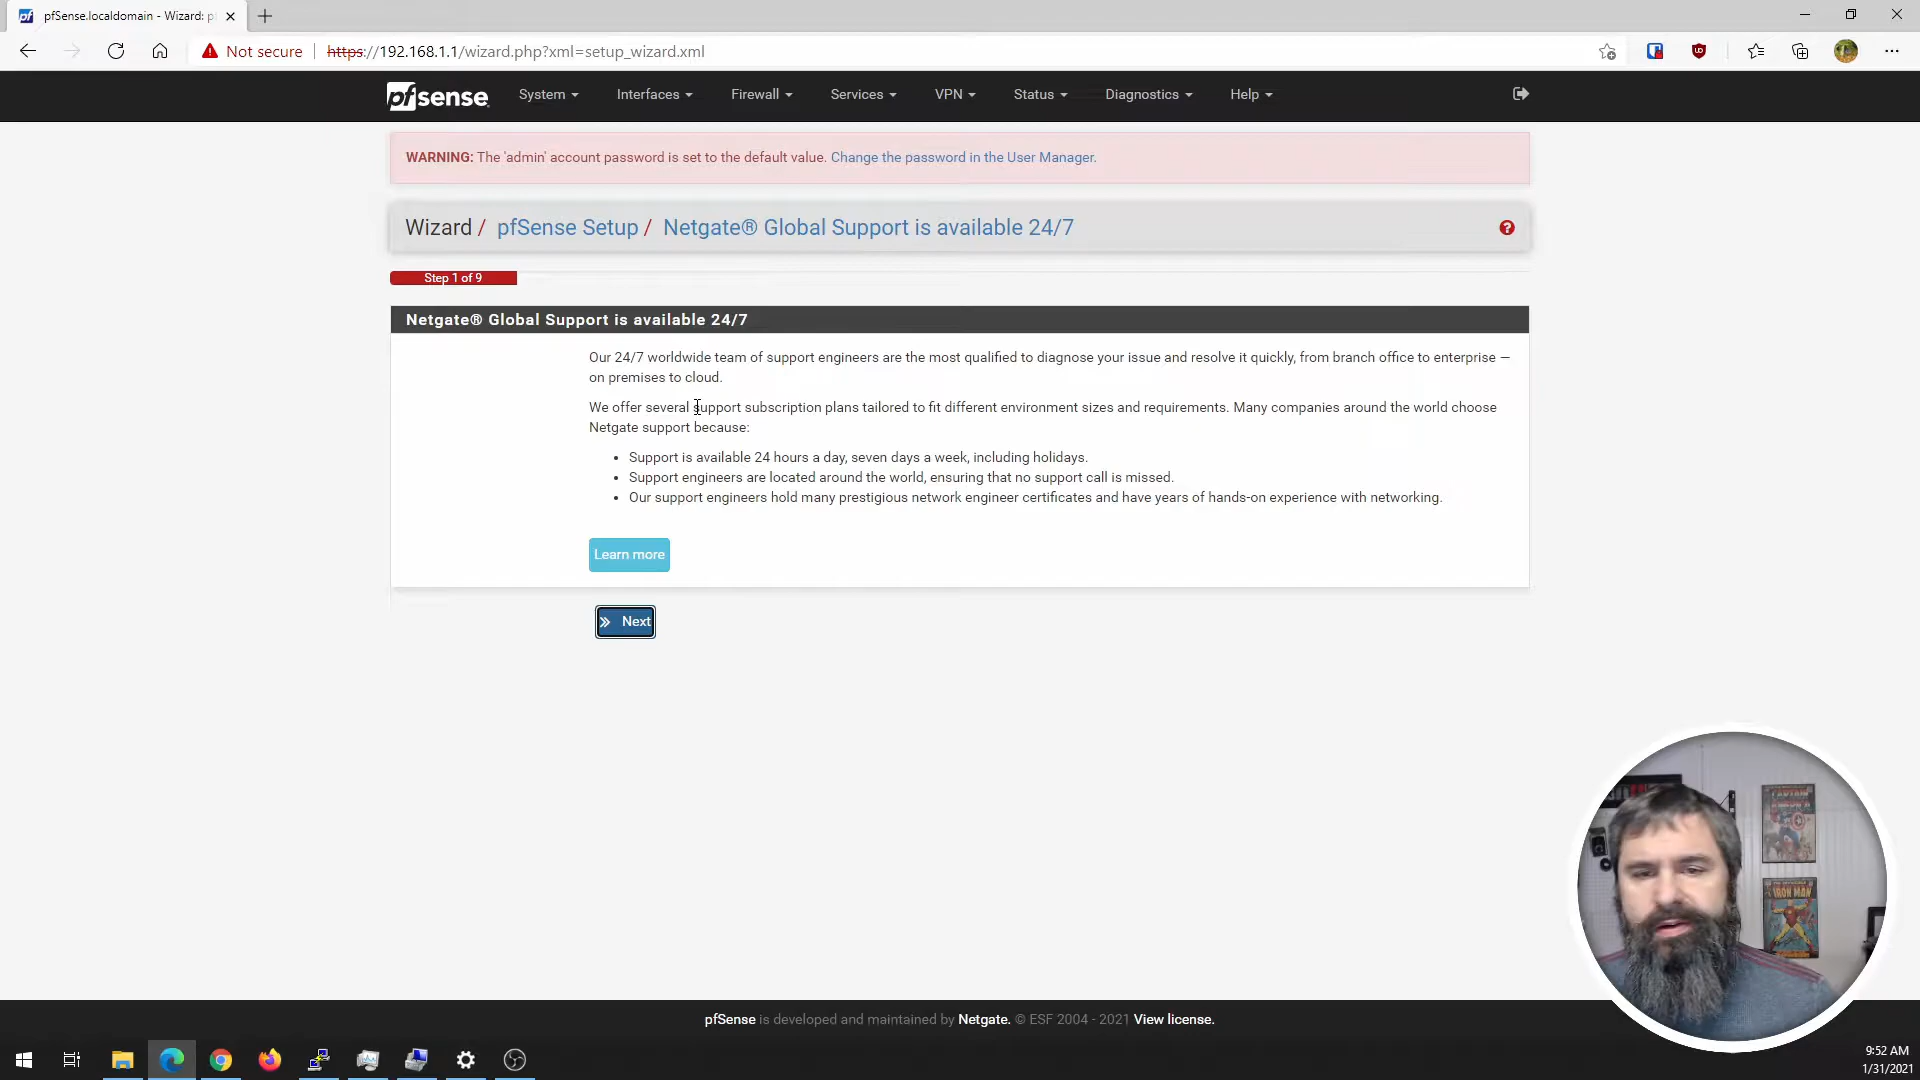 pfSense.localdomain - Wizard: p
Not secure
https://192.168.1.1/wizard.php?xml=setup_wizard.xml
pfsense
System
Interfaces
Firewall
Services
VPN
Status
Diagnostics
Help
WARNING: The 'admin' account password is set to the default value. Change the password in the User Manager.
Wizard / pfSense Setup / Netgate® Global Support is available 24/7
Step 1 of 9
Netgate® Global Support is available 24/7
Our 24/7 worldwide team of support engineers are the most qualified to diagnose your issue and resolve it quickly, from branch office to enterprise —
on premises to cloud.
We offer several support subscription plans tailored to fit different environment sizes and requirements. Many companies around the world choose
Netgate support because:
• Support is available 24 hours a day, seven days a week, including holidays.
• Support engineers are located around the world, ensuring that no support call is missed.
• Our support engineers hold many prestigious network engineer certificates and have years of hands-on experience with networking.
Learn more
Next
CAPTAIN AMERICA
IRON MAN
pfSense is developed and maintained by Netgate. © ESF 2004 - 2021 View license.
9:52 AM
1/31/2021